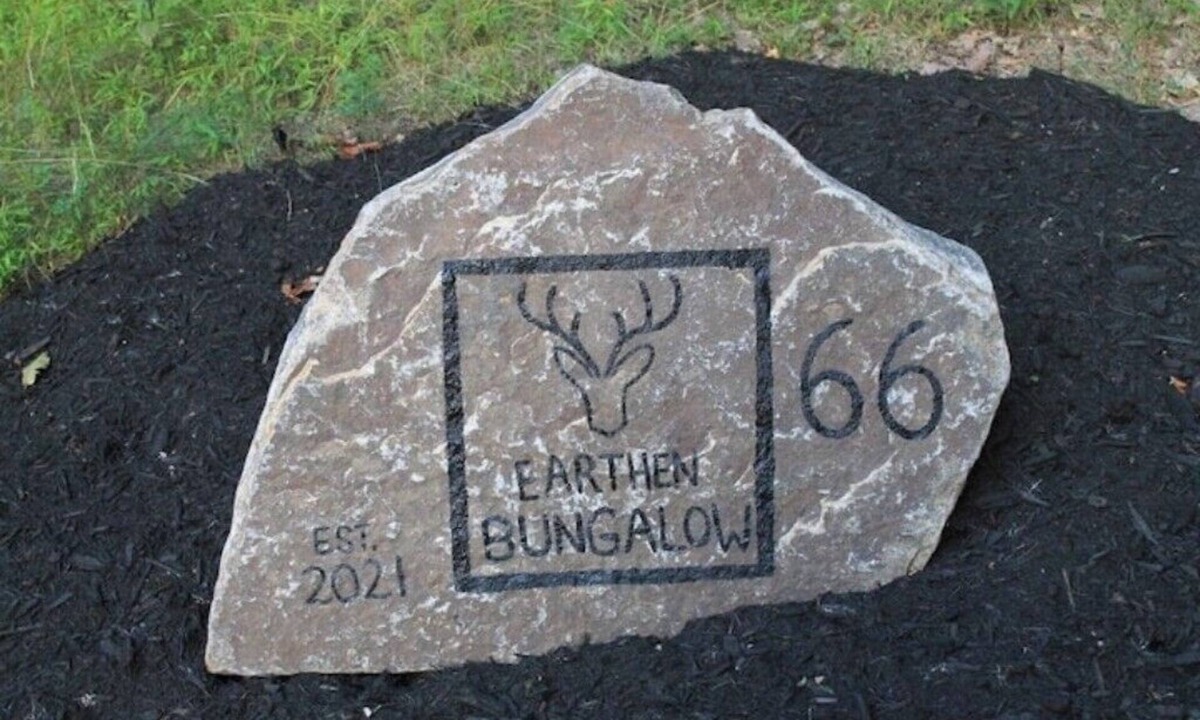 66
EARTHEN
BUNGALOW
EST.
2021